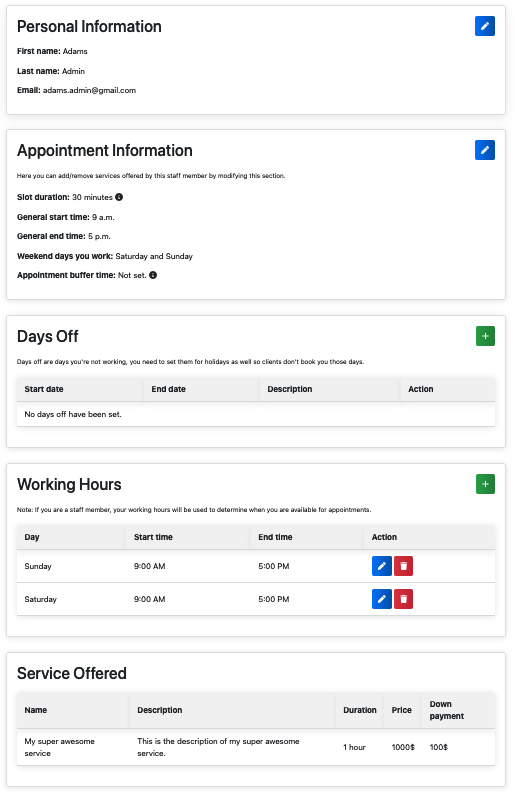 Personal Information
First name: Adams
Last name: Admin
Email: adams.admin@gmail.com
Appointment Information
Here you can add/remove services offered by this staff member by modifying this section.
Slot duration: 30 minutes
General start time: 9 a.m.
General end time: 5 p.m.
Weekend days you work: Saturday and Sunday
Appointment buffer time: Not set.
Days Off
Days off are days you're not working, you need to set them for holidays as well so clients don't book you those days.
Start date End date Description Action
No days off have been set.
Working Hours
Note: If you are a staff member, your working hours will be used to determine when you are available for appointments.
Day Start time End time Action
Sunday 9:00 AM 5:00 PM
Saturday 9:00 AM 5:00 PM
Service Offered
Name Description Duration Price Down payment
My super awesome service This is the description of my super awesome service. 1 hour 1000$ 100$